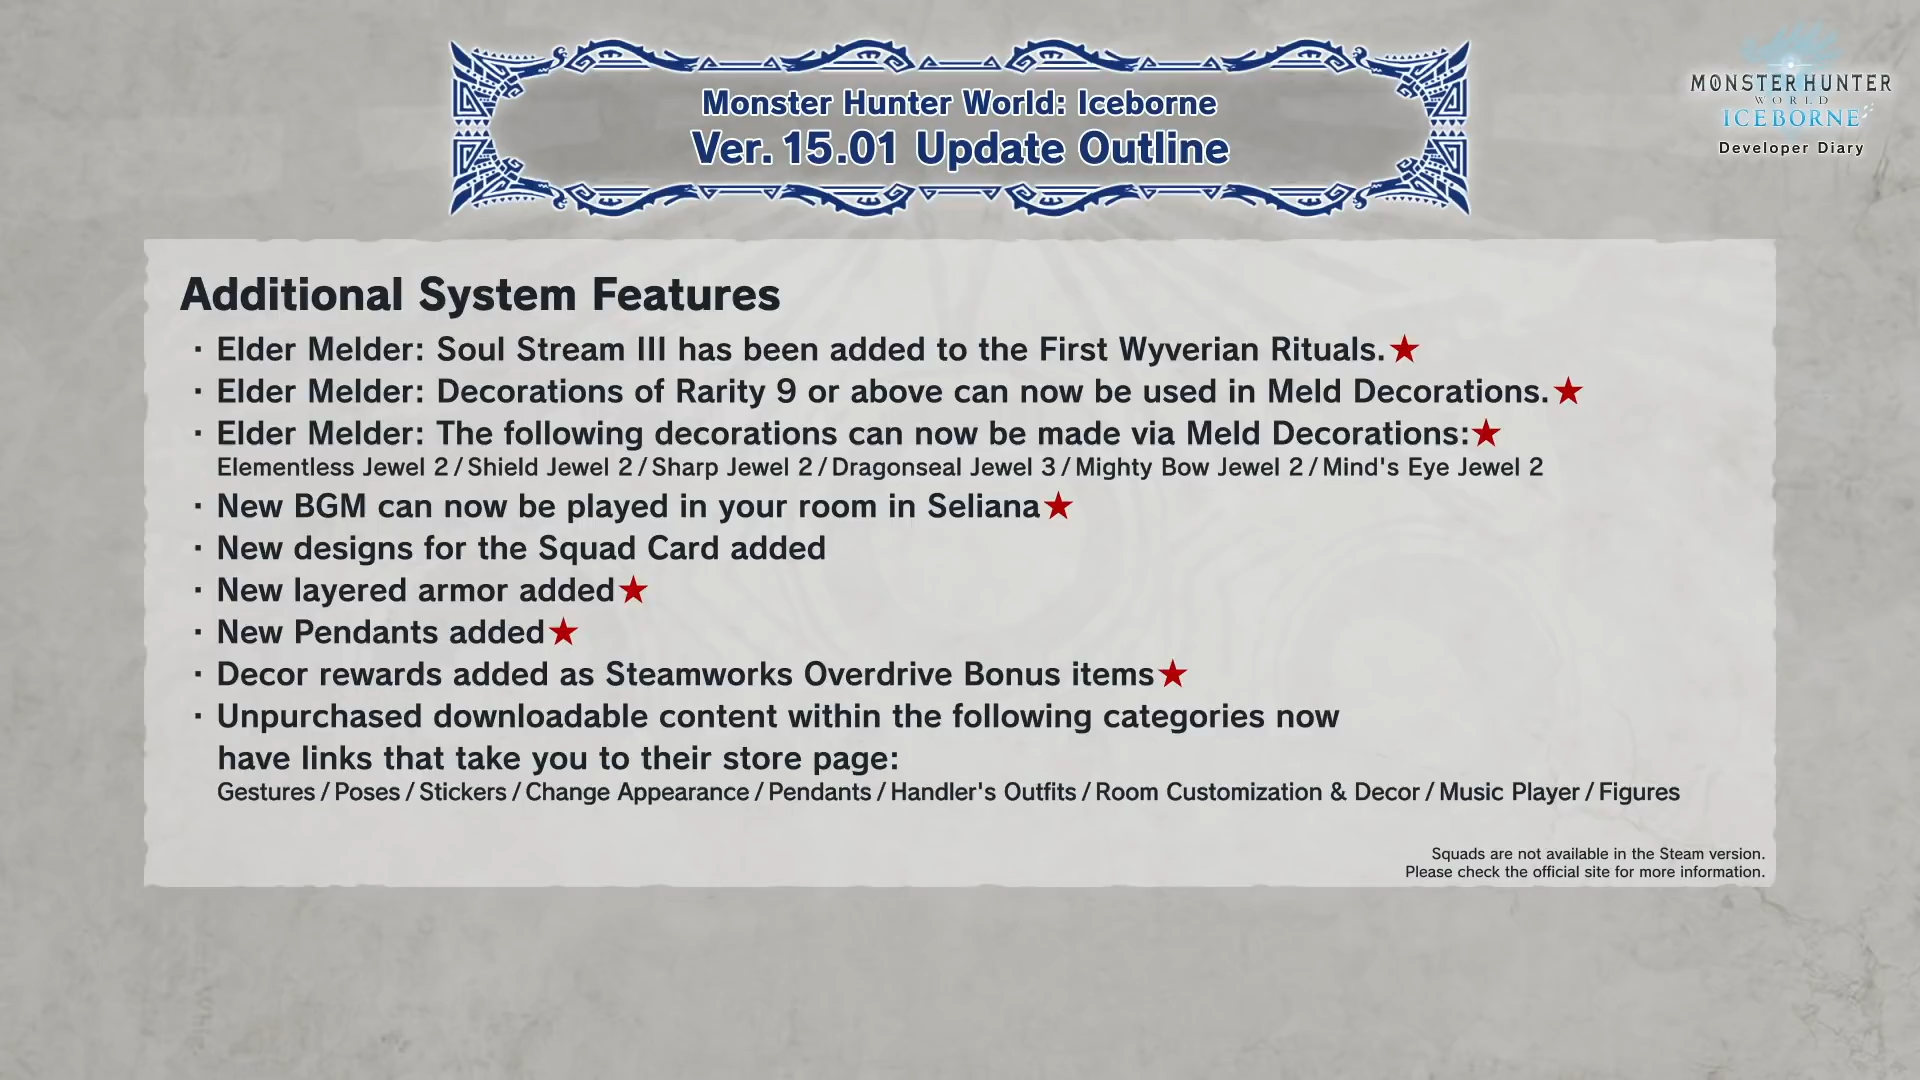 Monster Hunter World: Iceborne
Ver. 15.01 Update Outline
MONSTER HUNTER
WORLD
ICEBORNE
Developer Diary
Additional System Features
· Elder Melder: Soul Stream III has been added to the First Wyverian Rituals.★
· Elder Melder: Decorations of Rarity 9 or above can now be used in Meld Decorations.★
· Elder Melder: The following decorations can now be made via Meld Decorations:★
Elementless Jewel 2 / Shield Jewel 2 / Sharp Jewel 2 / Dragonseal Jewel 3 / Mighty Bow Jewel 2 / Mind's Eye Jewel 2
· New BGM can now be played in your room in Seliana★
· New designs for the Squad Card added
· New layered armor added★
· New Pendants added★
· Decor rewards added as Steamworks Overdrive Bonus items★
· Unpurchased downloadable content within the following categories now
have links that take you to their store page:
Gestures / Poses / Stickers / Change Appearance / Pendants / Handler's Outfits / Room Customization & Decor / Music Player / Figures
Squads are not available in the Steam version.
Please check the official site for more information.